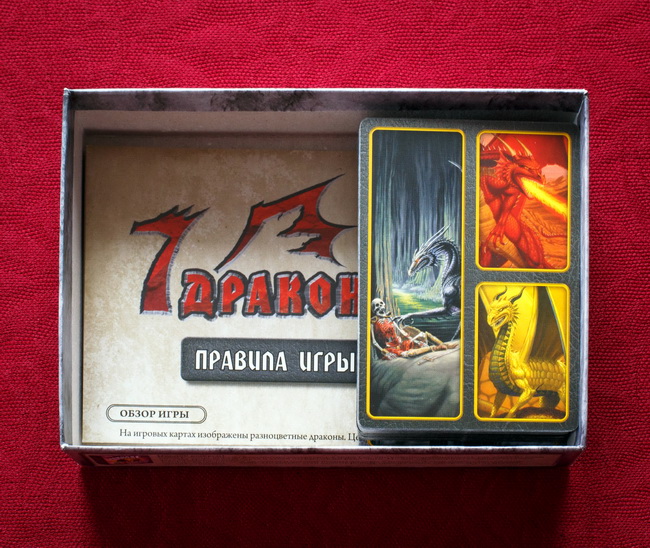 7
ДРАКОН
ПРАВИЛА ИГРЫ
ОБЗОР ИГРЫ
На игровых картах изображены разноцветные драконы.